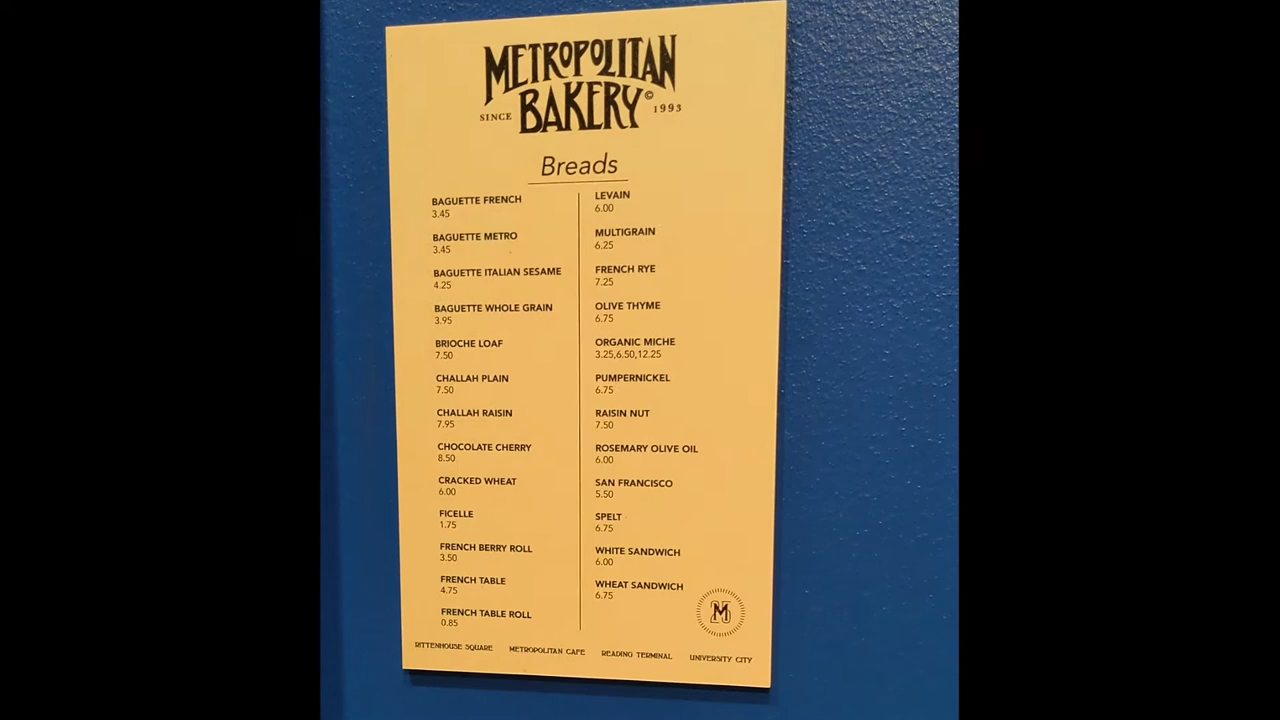 METROPOLITAN
BAKERY©
SINCE 1993
Breads
BAGUETTE FRENCH
3.45
BAGUETTE METRO
3.45
BAGUETTE ITALIAN SESAME
4.25
BAGUETTE WHOLE GRAIN
3.95
BRIOCHE LOAF
7.50
CHALLAH PLAIN
7.50
CHALLAH RAISIN
7.95
CHOCOLATE CHERRY
8.50
CRACKED WHEAT
6.00
FICELLE
1.75
FRENCH BERRY ROLL
3.50
FRENCH TABLE
4.75
FRENCH TABLE ROLL
0.85
LEVAIN
6.00
MULTIGRAIN
6.25
FRENCH RYE
7.25
OLIVE THYME
6.75
ORGANIC MICHE
3.25,6.50,12.25
PUMPERNICKEL
6.75
RAISIN NUT
7.50
ROSEMARY OLIVE OIL
6.00
SAN FRANCISCO
5.50
SPELT
6.75
WHITE SANDWICH
6.00
WHEAT SANDWICH
6.75
25 M
RITTENHOUSE SQUARE METROPOLITAN CAFE READING TERMINAL UNIVERSITY CITY